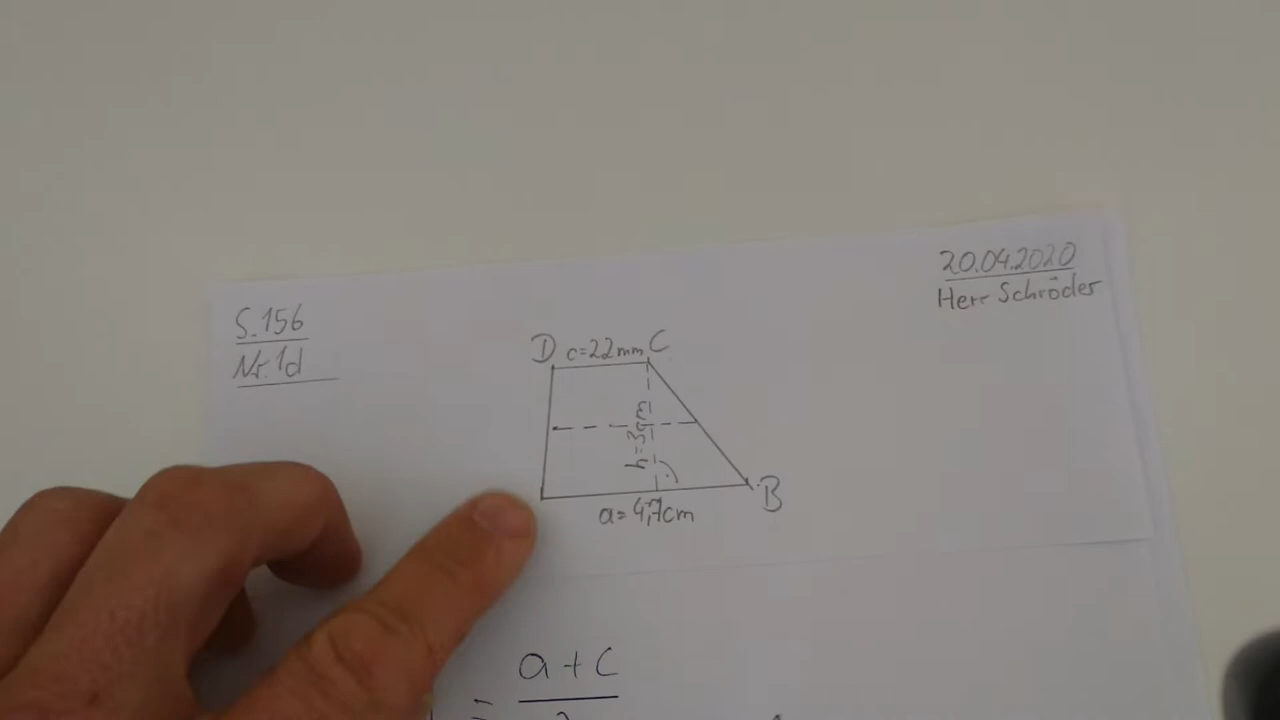 S.156
Nr. 1d
20.04.2020
Herr Schröder
D c=22mm C
h=3cm
a=4,7cm
B
= a+c